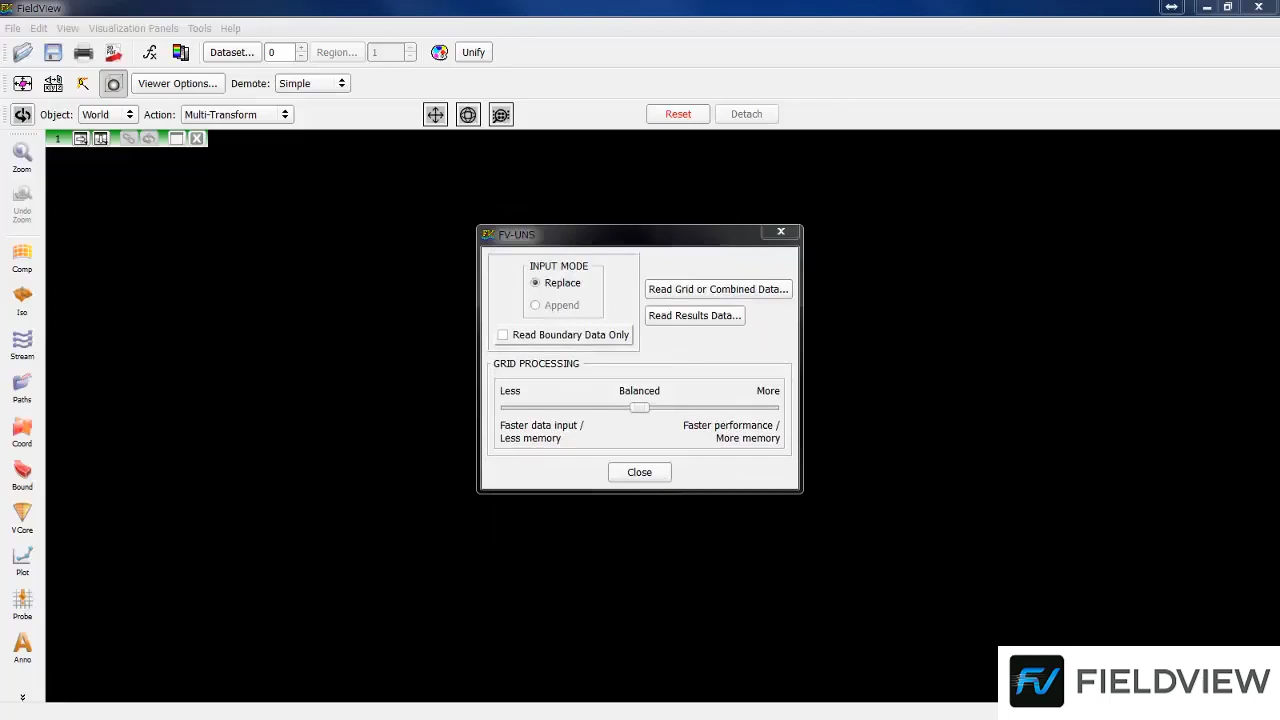 FieldView
File Edit View Visualization Panels Tools Help
Dataset... 0 Region... 1 Unify
Viewer Options... Demote: Simple
Object: World Action: Multi-Transform Reset Detach
1
Zoom
Undo
Zoom
Comp
Iso
Stream
Paths
Coord
Bound
VCore
Plot
Probe
Anno
FV-UNS
INPUT MODE
Replace
Append
Read Boundary Data Only
Read Grid or Combined Data...
Read Results Data...
GRID PROCESSING
Less Balanced More
Faster data input / Faster performance /
Less memory More memory
Close
FV FIELDVIEW